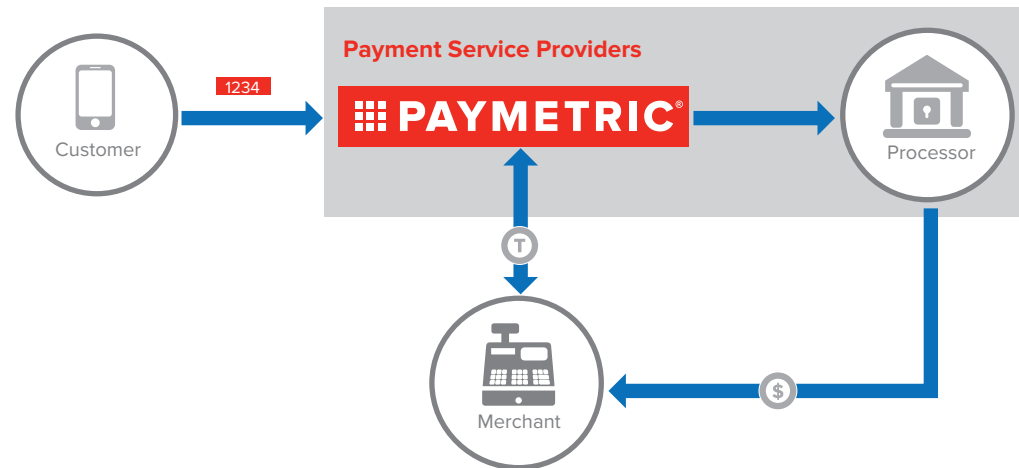 Payment Service Providers
1234
PAYMETRIC®
Customer
Processor
T
Merchant
$